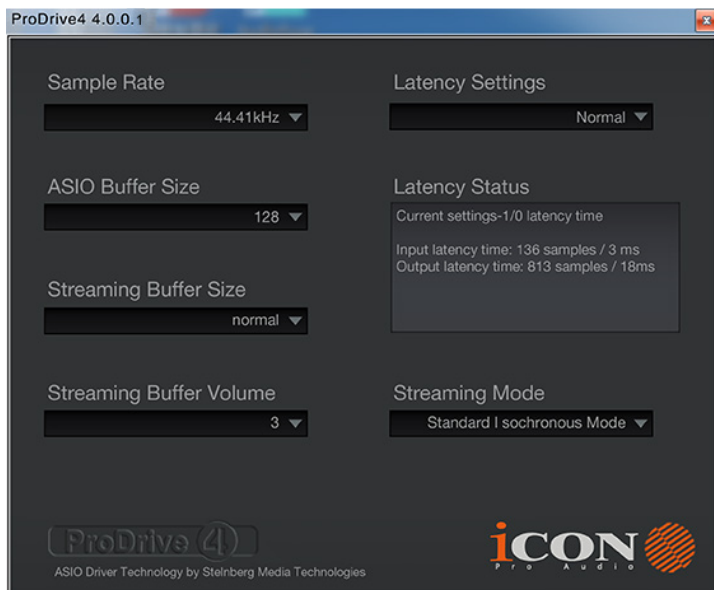 ProDrive4 4.0.0.1
Sample Rate
44.41kHz
ASIO Buffer Size
128
Streaming Buffer Size
normal
Streaming Buffer Volume
3
Latency Settings
Normal
Latency Status
Current settings-1/0 latency time
Input latency time: 136 samples / 3 ms
Output latency time: 813 samples / 18ms
Streaming Mode
Standard I sochronous Mode
ProDrive 4
ASIO Driver Technology by Steinberg Media Technologies
iCON
Pro Audio